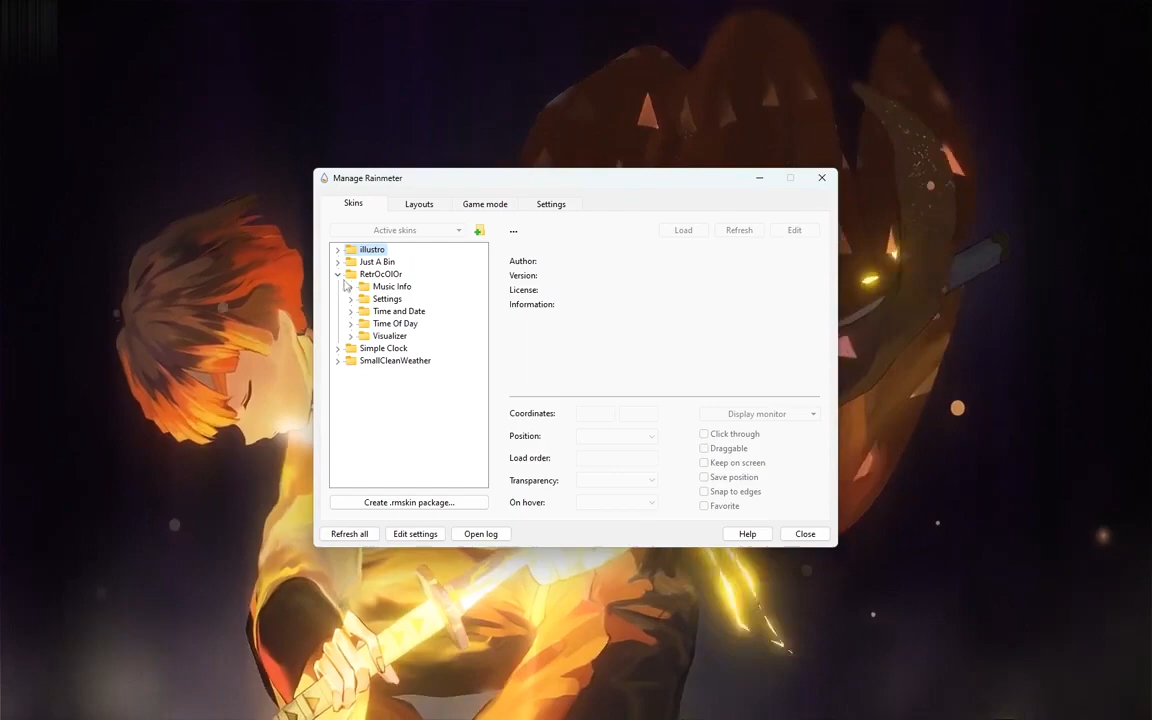 Manage Rainmeter
Skins Layouts Game mode Settings
Active skins
... Load Refresh Edit
illustro
Just A Bin
RetrOcOlOr
Music Info
Settings
Time and Date
Time Of Day
Visualizer
Simple Clock
SmallCleanWeather
Author:
Version:
License:
Information:
Coordinates:
Position:
Load order:
Transparency:
On hover:
Display monitor
Click through
Draggable
Keep on screen
Save position
Snap to edges
Favorite
Create .rmskin package...
Refresh all Edit settings Open log Help Close